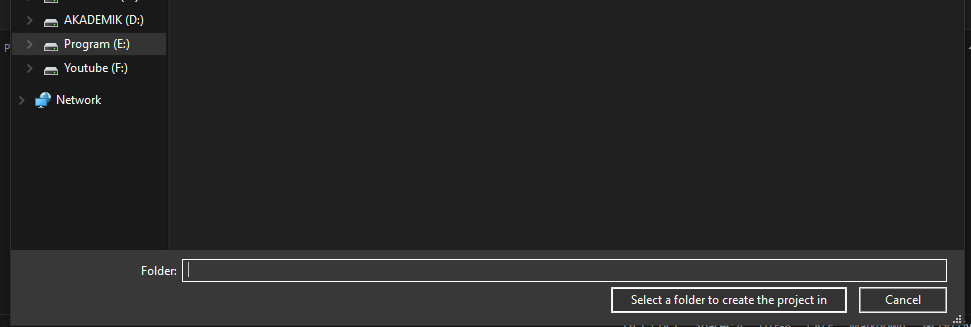 AKADEMIK (D:)
P
Program (E:)
Youtube (F:)
Network
Folder:
Select a folder to create the project in
Cancel